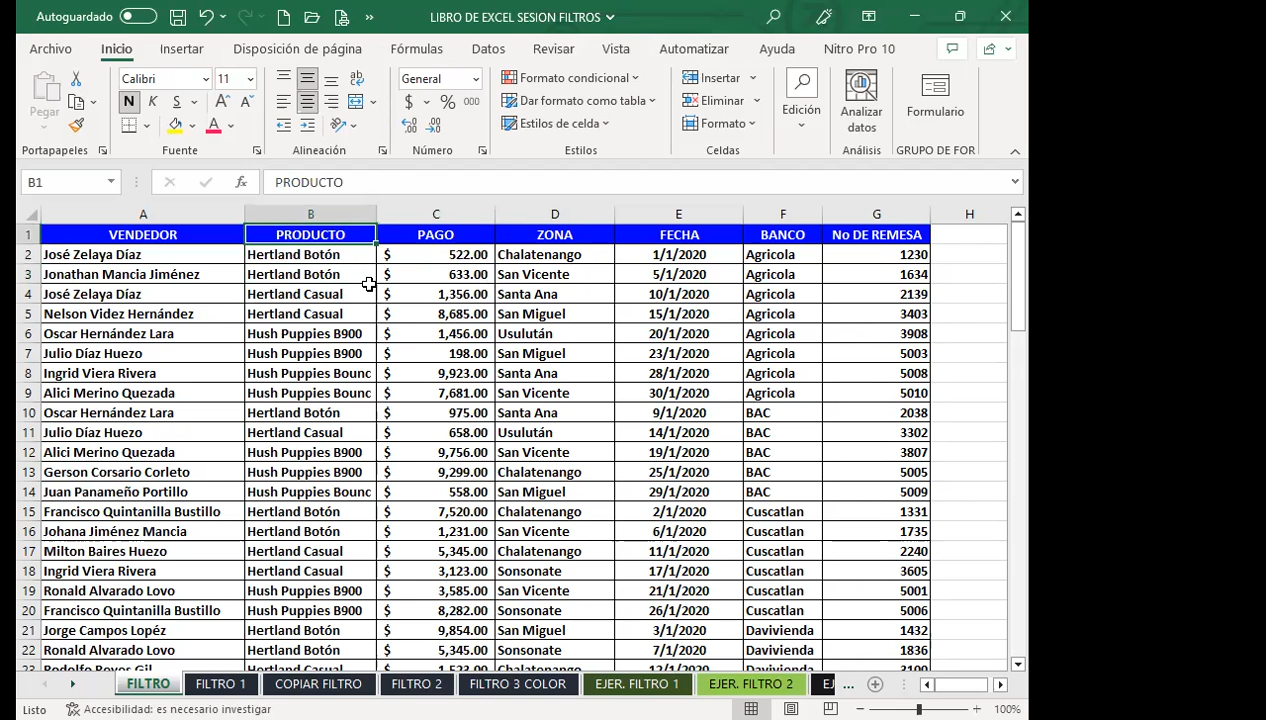 Autoguardado LIBRO DE EXCEL SESION FILTROS
Archivo Inicio Insertar Disposición de página Fórmulas Datos Revisar Vista Automatizar Ayuda Nitro Pro 10
Pegar
Calibri 11
N K S
General
$ % 000
Formato condicional
Dar formato como tabla
Estilos de celda
Insertar
Eliminar
Formato
Edición
Analizar datos
Formulario
Portapapeles Fuente Alineación Número Estilos Celdas Análisis GRUPO DE FOR
B1 fx PRODUCTO
A B C D E F G H
1 VENDEDOR PRODUCTO PAGO ZONA FECHA BANCO No DE REMESA
2 José Zelaya Díaz Hertland Botón $ 522.00 Chalatenango 1/1/2020 Agricola 1230
3 Jonathan Mancia Jiménez Hertland Botón $ 633.00 San Vicente 5/1/2020 Agricola 1634
4 José Zelaya Díaz Hertland Casual $ 1,356.00 Santa Ana 10/1/2020 Agricola 2139
5 Nelson Videz Hernández Hertland Casual $ 8,685.00 San Miguel 15/1/2020 Agricola 3403
6 Oscar Hernández Lara Hush Puppies B900 $ 1,456.00 Usulután 20/1/2020 Agricola 3908
7 Julio Díaz Huezo Hush Puppies B900 $ 198.00 San Miguel 23/1/2020 Agricola 5003
8 Ingrid Viera Rivera Hush Puppies Bounc $ 9,923.00 Santa Ana 28/1/2020 Agricola 5008
9 Alici Merino Quezada Hush Puppies Bounc $ 7,681.00 San Vicente 30/1/2020 Agricola 5010
10 Oscar Hernández Lara Hertland Botón $ 975.00 Santa Ana 9/1/2020 BAC 2038
11 Julio Díaz Huezo Hertland Casual $ 658.00 Usulután 14/1/2020 BAC 3302
12 Alici Merino Quezada Hush Puppies B900 $ 9,756.00 San Vicente 19/1/2020 BAC 3807
13 Gerson Corsario Corleto Hush Puppies B900 $ 9,299.00 Chalatenango 25/1/2020 BAC 5005
14 Juan Panameño Portillo Hush Puppies Bounc $ 558.00 San Miguel 29/1/2020 BAC 5009
15 Francisco Quintanilla Bustillo Hertland Botón $ 7,520.00 Chalatenango 2/1/2020 Cuscatlan 1331
16 Johana Jiménez Mancia Hertland Botón $ 1,231.00 San Vicente 6/1/2020 Cuscatlan 1735
17 Milton Baires Huezo Hertland Casual $ 5,345.00 Chalatenango 11/1/2020 Cuscatlan 2240
18 Ingrid Viera Rivera Hertland Casual $ 3,123.00 Sonsonate 17/1/2020 Cuscatlan 3605
19 Ronald Alvarado Lovo Hush Puppies B900 $ 3,585.00 San Vicente 21/1/2020 Cuscatlan 5001
20 Francisco Quintanilla Bustillo Hush Puppies B900 $ 8,282.00 Sonsonate 26/1/2020 Cuscatlan 5006
21 Jorge Campos Lopéz Hertland Botón $ 9,854.00 San Miguel 3/1/2020 Davivienda 1432
22 Ronald Alvarado Lovo Hertland Botón $ 5,345.00 Sonsonate 7/1/2020 Davivienda 1836
23 Rodolfo Reyes Gil Hertland Casual $ 1,523.00 Chalatenango 12/1/2020 Davivienda 3100
FILTRO FILTRO 1 COPIAR FILTRO FILTRO 2 FILTRO 3 COLOR EJER. FILTRO 1 EJER. FILTRO 2 EJ ...
Listo Accesibilidad: es necesario investigar 100%